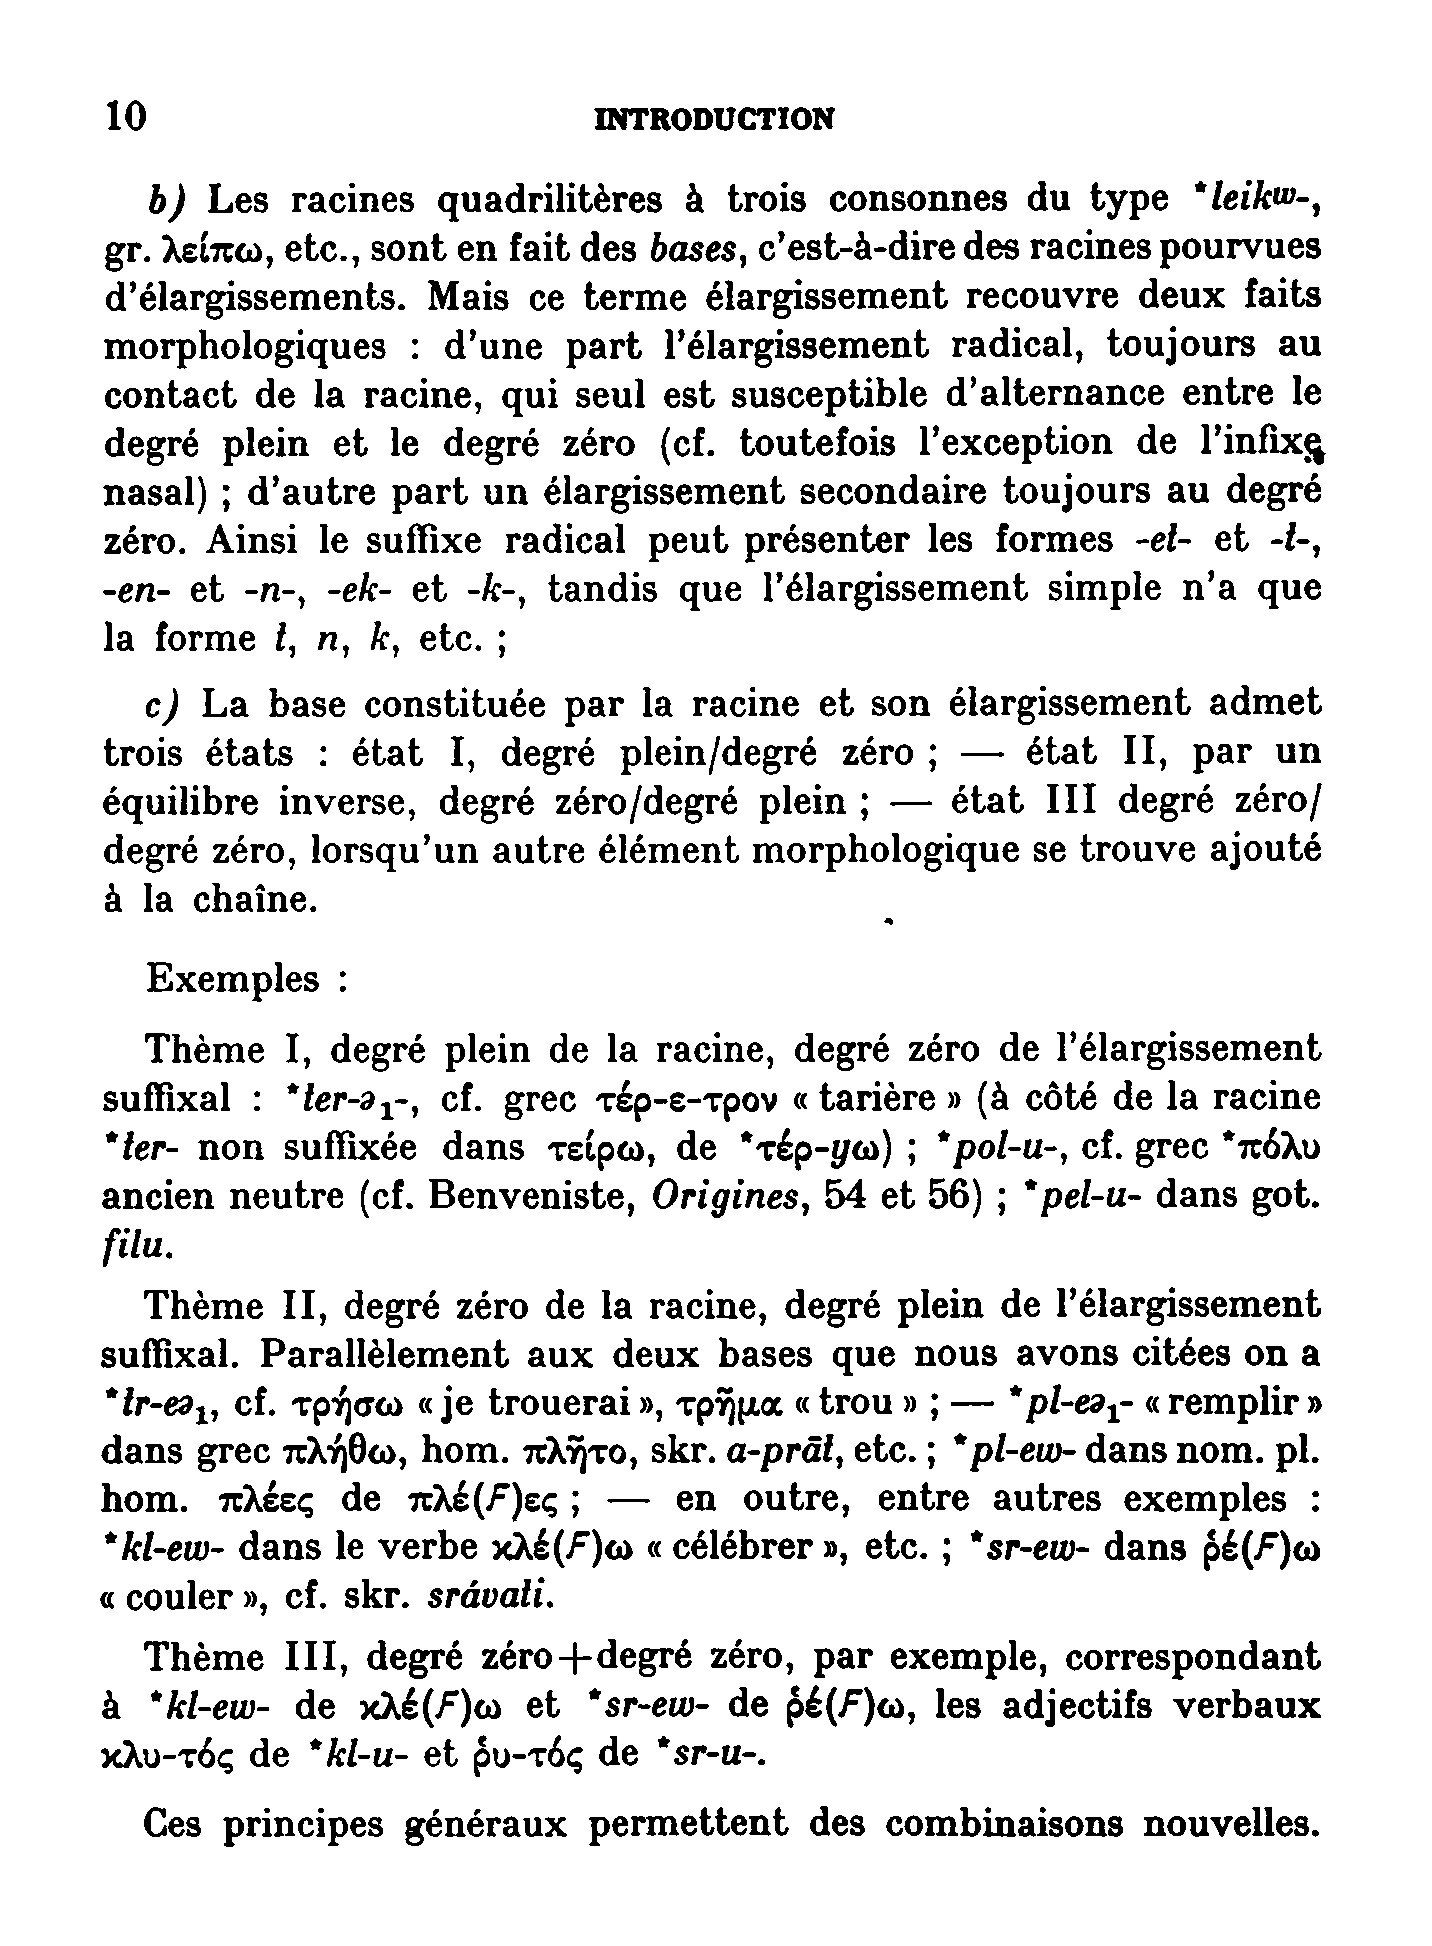 10 INTRODUCTION
b) Les racines quadrilitères à trois consonnes du type *leikʷ-,
gr. λείπω, etc., sont en fait des bases, c’est-à-dire des racines pourvues
d’élargissements. Mais ce terme élargissement recouvre deux faits
morphologiques : d’une part l’élargissement radical, toujours au
contact de la racine, qui seul est susceptible d’alternance entre le
degré plein et le degré zéro (cf. toutefois l’exception de l’infixe
nasal) ; d’autre part un élargissement secondaire toujours au degré
zéro. Ainsi le suffixe radical peut présenter les formes -et- et -t-,
-en- et -n-, -ek- et -k-, tandis que l’élargissement simple n’a que
la forme t, n, k, etc. ;
c) La base constituée par la racine et son élargissement admet
trois états : état I, degré plein/degré zéro ; — état II, par un
équilibre inverse, degré zéro/degré plein ; — état III degré zéro/
degré zéro, lorsqu’un autre élément morphologique se trouve ajouté
à la chaîne.
Exemples :
Thème I, degré plein de la racine, degré zéro de l’élargissement
suffixal : *ter-ə₁-, cf. grec τέρ-ε-τρον « tarière » (à côté de la racine
*ter- non suffixée dans τείρω, de *τέρ-yω) ; *pol-u-, cf. grec *πόλυ
ancien neutre (cf. Benveniste, Origines, 54 et 56) ; *pel-u- dans got.
filu.
Thème II, degré zéro de la racine, degré plein de l’élargissement
suffixal. Parallèlement aux deux bases que nous avons citées on a
*tr-eə₁, cf. τρήσω « je trouerai », τρῆμα « trou » ; — *pl-eə₁- « remplir »
dans grec πλήθω, hom. πλῆτο, skr. a-prāt, etc. ; *pl-ew- dans nom. pl.
hom. πλέες de πλέ(Ϝ)ες ; — en outre, entre autres exemples :
*kl-ew- dans le verbe κλέ(Ϝ)ω « célébrer », etc. ; *sr-ew- dans ῥέ(Ϝ)ω
« couler », cf. skr. srávati.
Thème III, degré zéro+degré zéro, par exemple, correspondant
à *kl-ew- de κλέ(Ϝ)ω et *sr-ew- de ῥέ(Ϝ)ω, les adjectifs verbaux
κλυ-τός de *kl-u- et ῥυ-τός de *sr-u-.
Ces principes généraux permettent des combinaisons nouvelles.